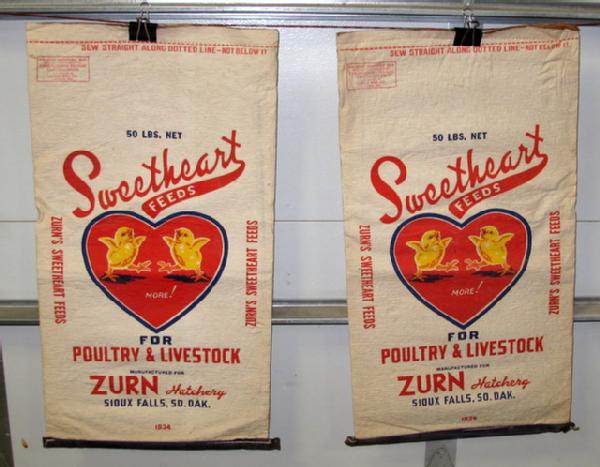 SEW STRAIGHT ALONG DOTTED LINE-NOT BELOW IT
50 LBS. NET
Sweetheart
FEEDS
ZURN'S SWEETHEART FEEDS
ZURN'S SWEETHEART FEEDS
MORE!
FOR
POULTRY & LIVESTOCK
MANUFACTURED FOR
ZURN Hatchery
SIOUX FALLS, SO. DAK.
SEW STRAIGHT ALONG DOTTED LINE-NOT BELOW IT
50 LBS. NET
Sweetheart
FEEDS
ZURN'S SWEETHEART FEEDS
ZURN'S SWEETHEART FEEDS
MORE!
FOR
POULTRY & LIVESTOCK
MANUFACTURED FOR
ZURN Hatchery
SIOUX FALLS, SO. DAK.